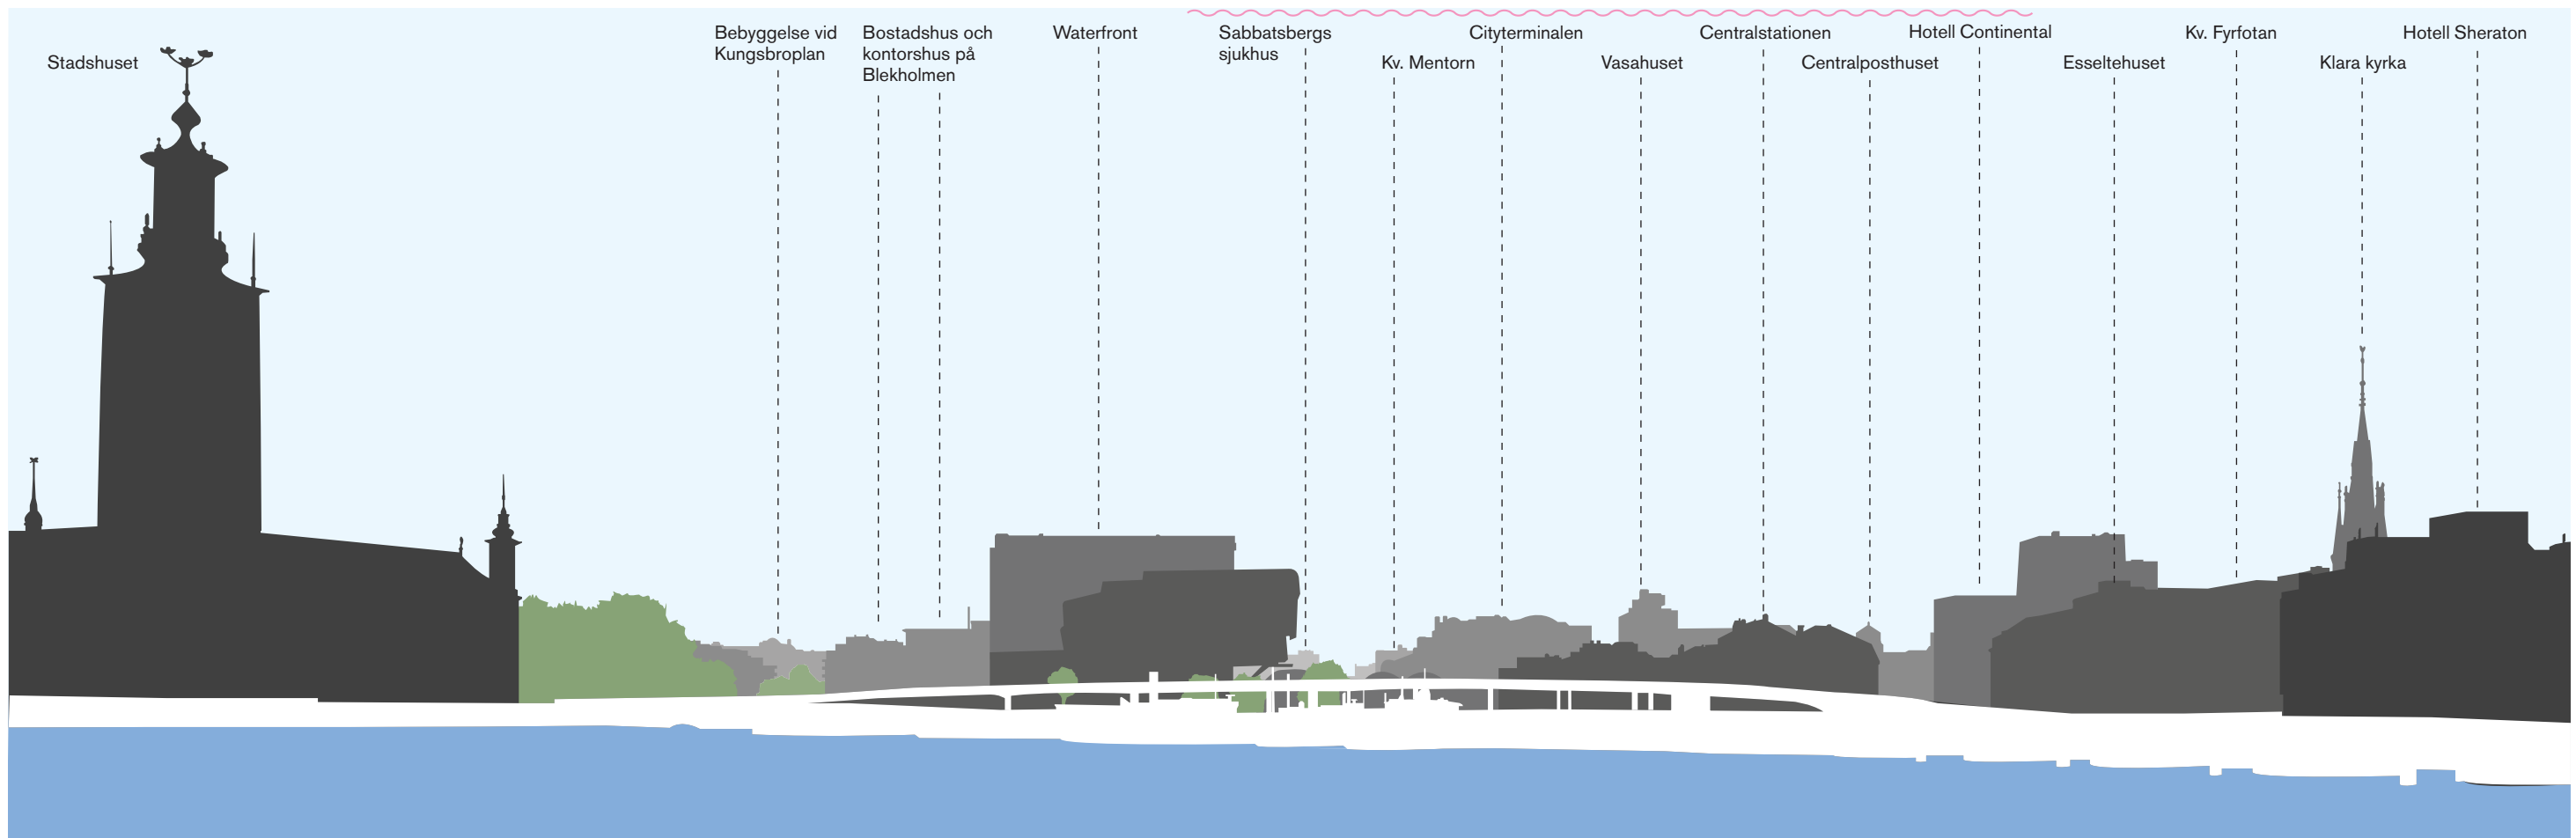 Stadshuset
Bebyggelse vid
Kungsbroplan
Bostadshus och
kontorshus på
Blekholmen
Waterfront
Sabbatsbergs
sjukhus
Kv. Mentorn
Cityterminalen
Vasahuset
Centralstationen
Centralposthuset
Hotell Continental
Esseltehuset
Kv. Fyrfotan
Klara kyrka
Hotell Sheraton